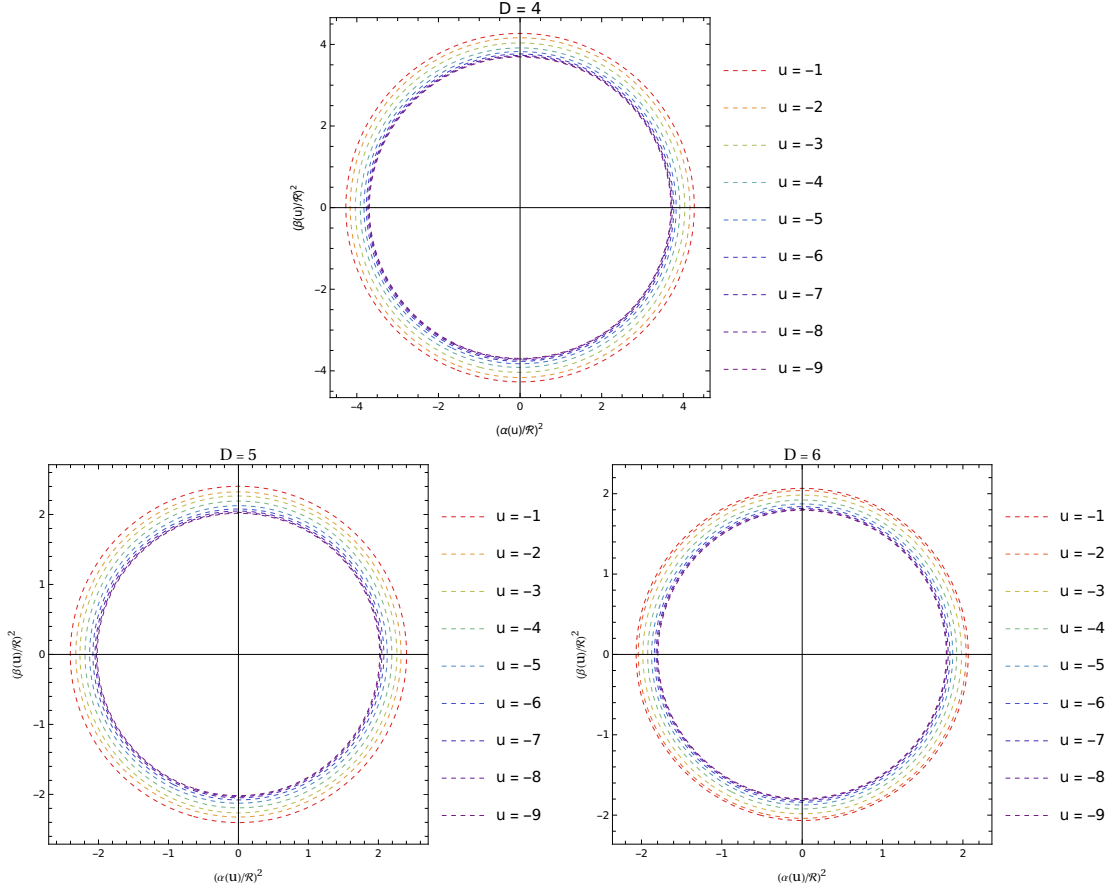 D = 4
4
2
0
−2
−4
−4
−2
0
2
4
(β(u)/ℛ)²
(α(u)/ℛ)²
u = −1
u = −2
u = −3
u = −4
u = −5
u = −6
u = −7
u = −8
u = −9
D = 5
2
1
0
−1
−2
−2
−1
0
1
2
(β(u)/ℛ)²
(α(u)/ℛ)²
u = −1
u = −2
u = −3
u = −4
u = −5
u = −6
u = −7
u = −8
u = −9
D = 6
2
1
0
−1
−2
−2
−1
0
1
2
(β(u)/ℛ)²
(α(u)/ℛ)²
u = −1
u = −2
u = −3
u = −4
u = −5
u = −6
u = −7
u = −8
u = −9